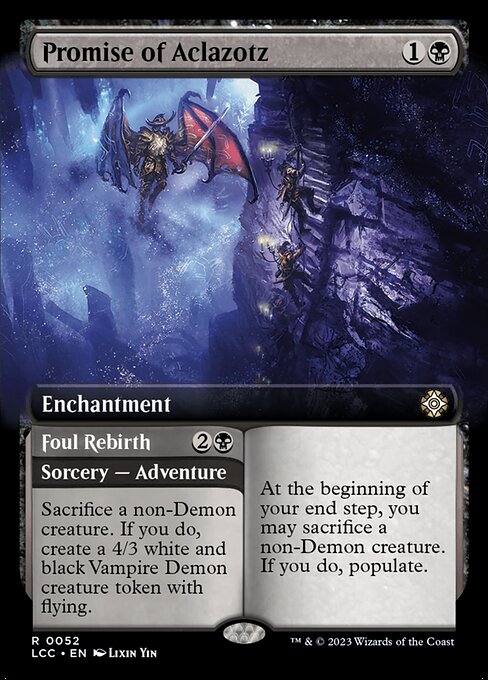 Promise of Aclazotz 1
Enchantment
Foul Rebirth 2
Sorcery — Adventure
Sacrifice a non-Demon
creature. If you do,
create a 4/3 white and
black Vampire Demon
creature token with
flying.
At the beginning of
your end step, you
may sacrifice a
non-Demon creature.
If you do, populate.
R 0052
LCC • EN Lixin Yin
™ & © 2023 Wizards of the Coast